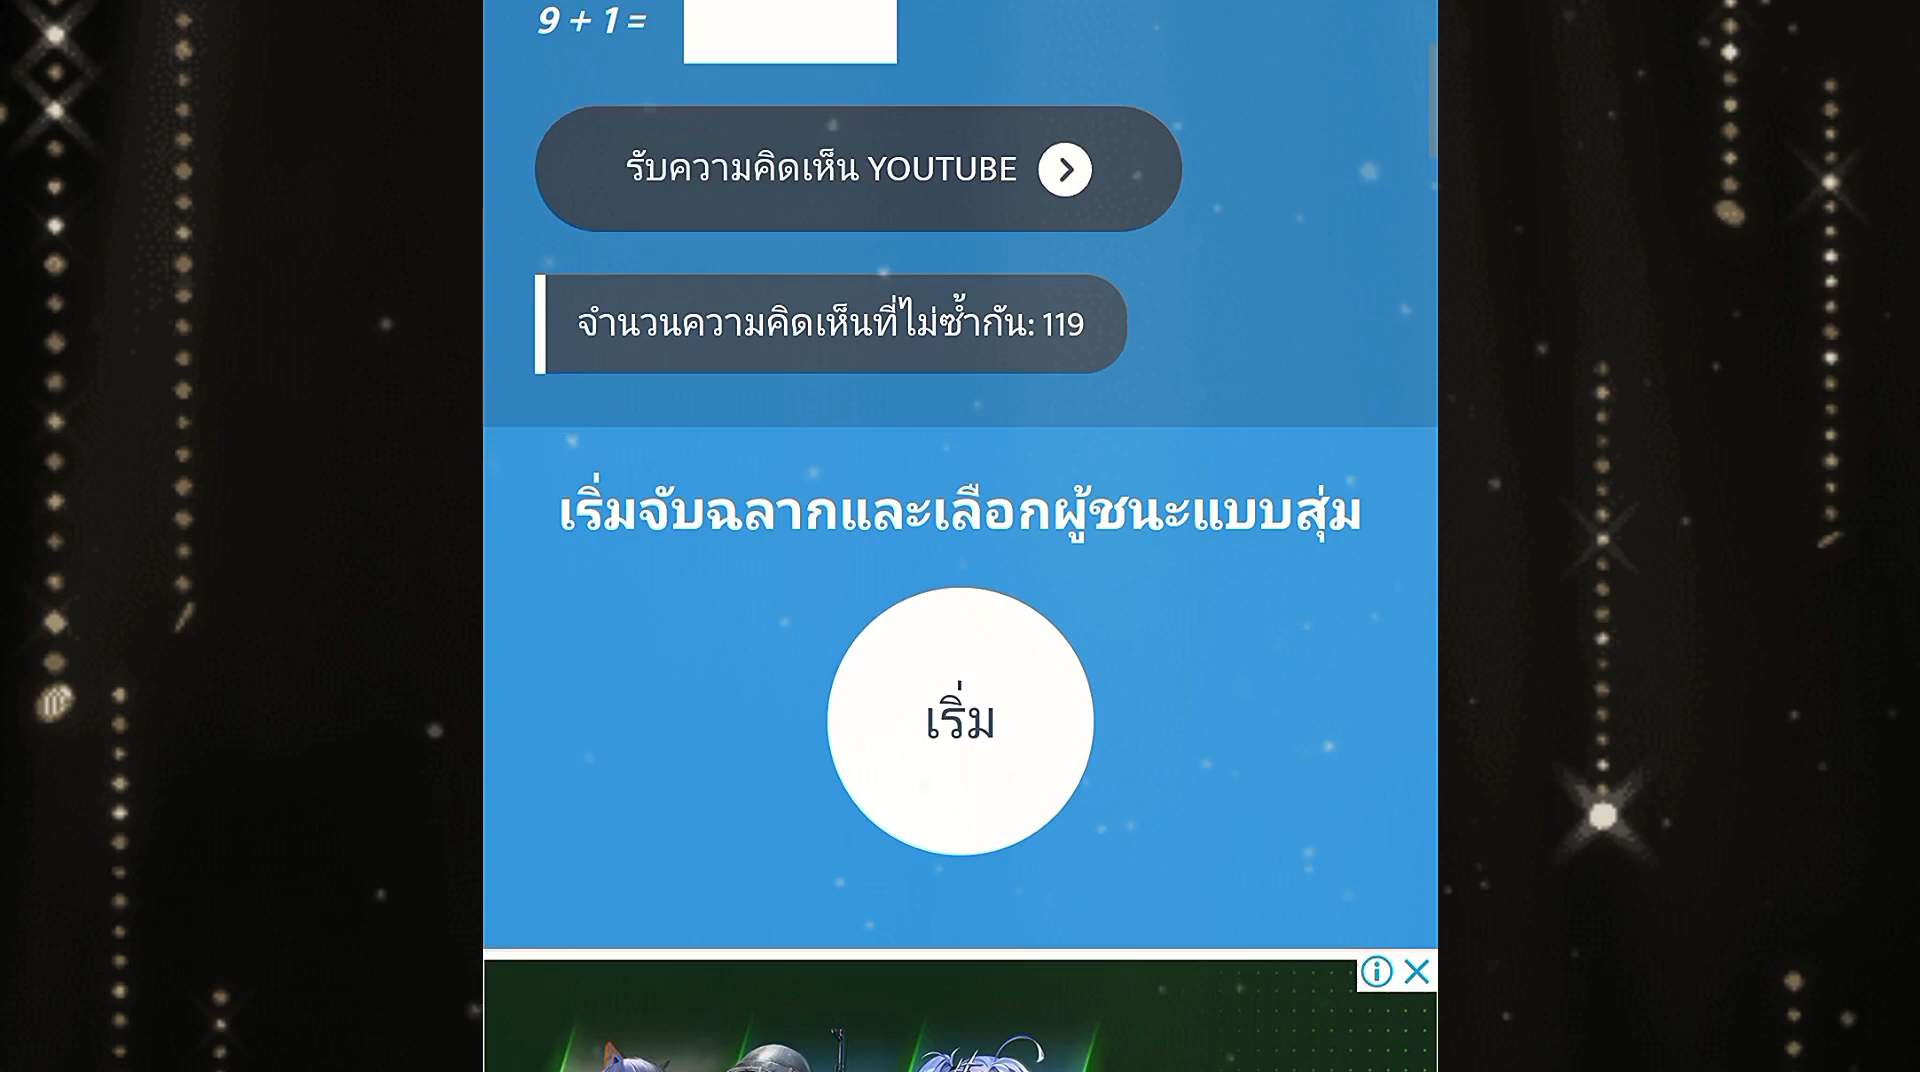 9 + 1 =
รับความคิดเห็น YOUTUBE
จำนวนความคิดเห็นที่ไม่ซ้ำกัน: 119
เริ่มจับฉลากและเลือกผู้ชนะแบบสุ่ม
เริ่ม